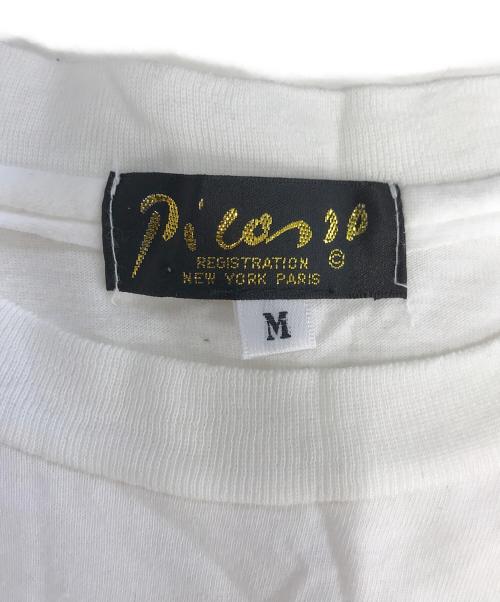 Picasso
REGISTRATION ©
NEW YORK PARIS
M